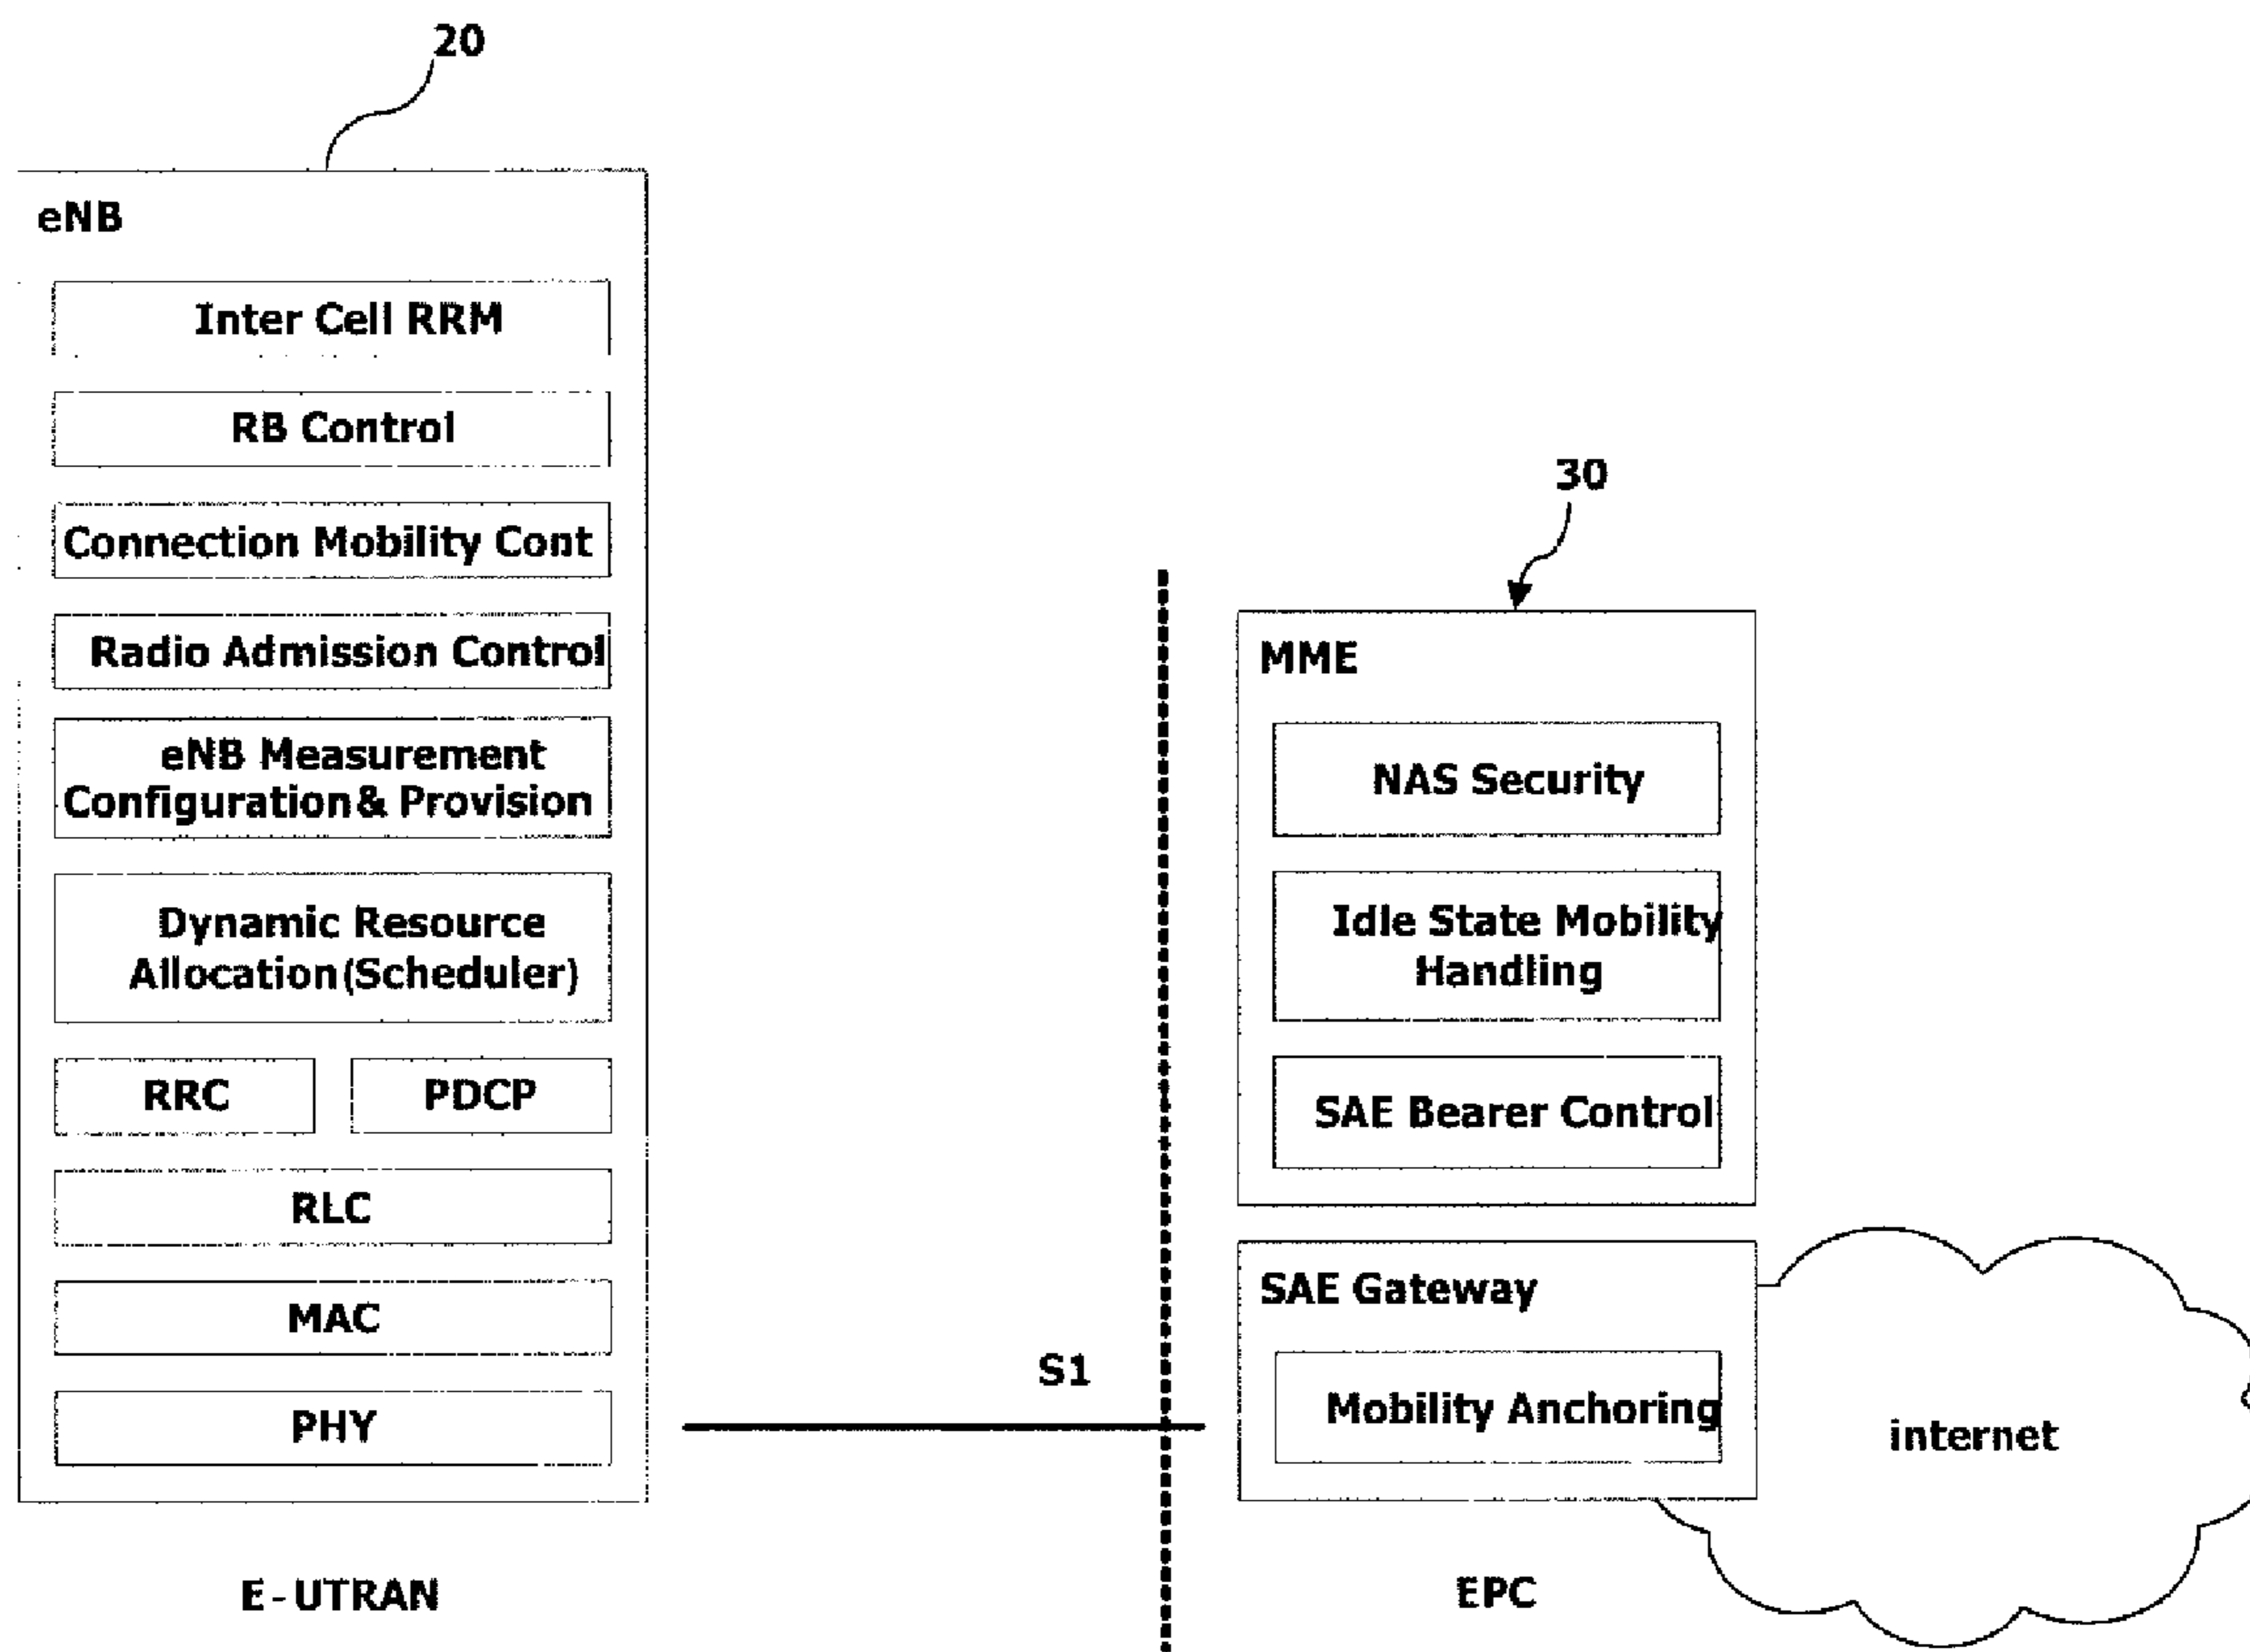 20
eNB
Inter Cell RRM
RB Control
Connection Mobility Cont
Radio Admission Control
eNB Measurement
Configuration& Provision
Dynamic Resource
Allocation(Scheduler)
RRC PDCP
RLC
MAC
PHY
E-UTRAN
S1
30
MME
NAS Security
Idle State Mobility
Handling
SAE Bearer Control
SAE Gateway
Mobility Anchoring
internet
EPC